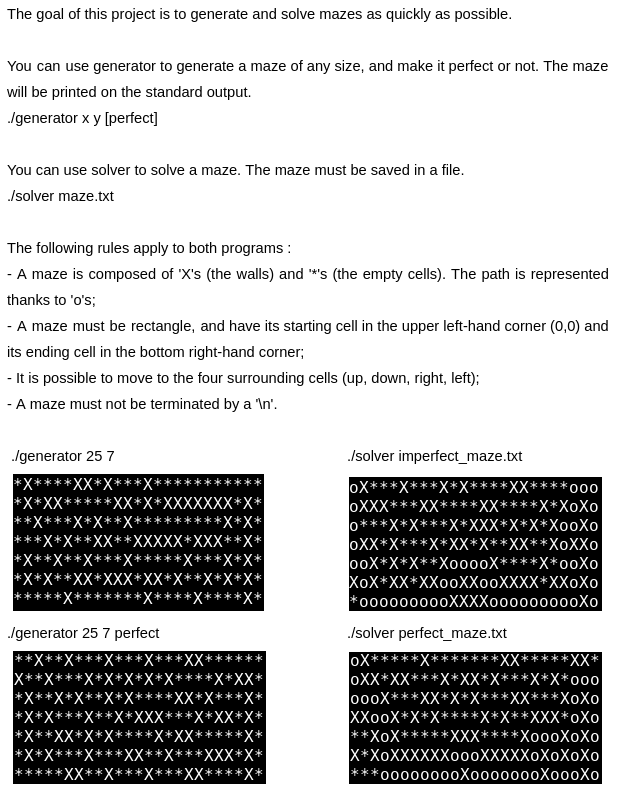 The goal of this project is to generate and solve mazes as quickly as possible.
You can use generator to generate a maze of any size, and make it perfect or not. The maze
will be printed on the standard output.
./generator x y [perfect]
You can use solver to solve a maze. The maze must be saved in a file.
./solver maze.txt
The following rules apply to both programs :
- A maze is composed of 'X's (the walls) and '*'s (the empty cells). The path is represented
thanks to 'o's;
- A maze must be rectangle, and have its starting cell in the upper left-hand corner (0,0) and
its ending cell in the bottom right-hand corner;
- It is possible to move to the four surrounding cells (up, down, right, left);
- A maze must not be terminated by a '\n'.
./generator 25 7
*X****XX*X***X***********
*X*XX*****XX*X*XXXXXXX*X*
**X***X*X**X*********X*X*
***X*X**XX**XXXXX*XXX**X*
*X**X**X***X*****X***X*X*
*X*X**XX*XXX*XX*X**X*X*X*
*****X*******X****X****X*
./solver imperfect_maze.txt
oX***X***X*X****XX****ooo
oXXX***XX****XX****X*XoXo
o***X*X***X*XXX*X*X*XooXo
oXX*X***X*XX*X**XX**XoXXo
ooX*X*X**XooooX****X*ooXo
XoX*XX*XXooXXooXXXX*XXoXo
*oooooooooXXXXooooooooooXo
./generator 25 7 perfect
**X**X***X***X***XX******
X**X***X*X*X*X*X****X*XX*
*X**X*X**X*X****XX*X***X*
*X*X***X**X*XXX***X*XX*X*
*X**XX*X*X****X*XX*****X*
*X*X***X***XX**X***XXX*X*
*****XX**X***X***XX****X*
./solver perfect_maze.txt
oX*****X*******XX*****XX*
oXX*XX***X*XX*X***X*X*ooo
oooX***XX*X*X***XX***XoXo
XXooX*X*X****X*X**XXX*oXo
**XoX*****XXX****XoooXoXo
X*XoXXXXXXoooXXXXXoXoXoXo
***ooooooooXoooooooXoooXo